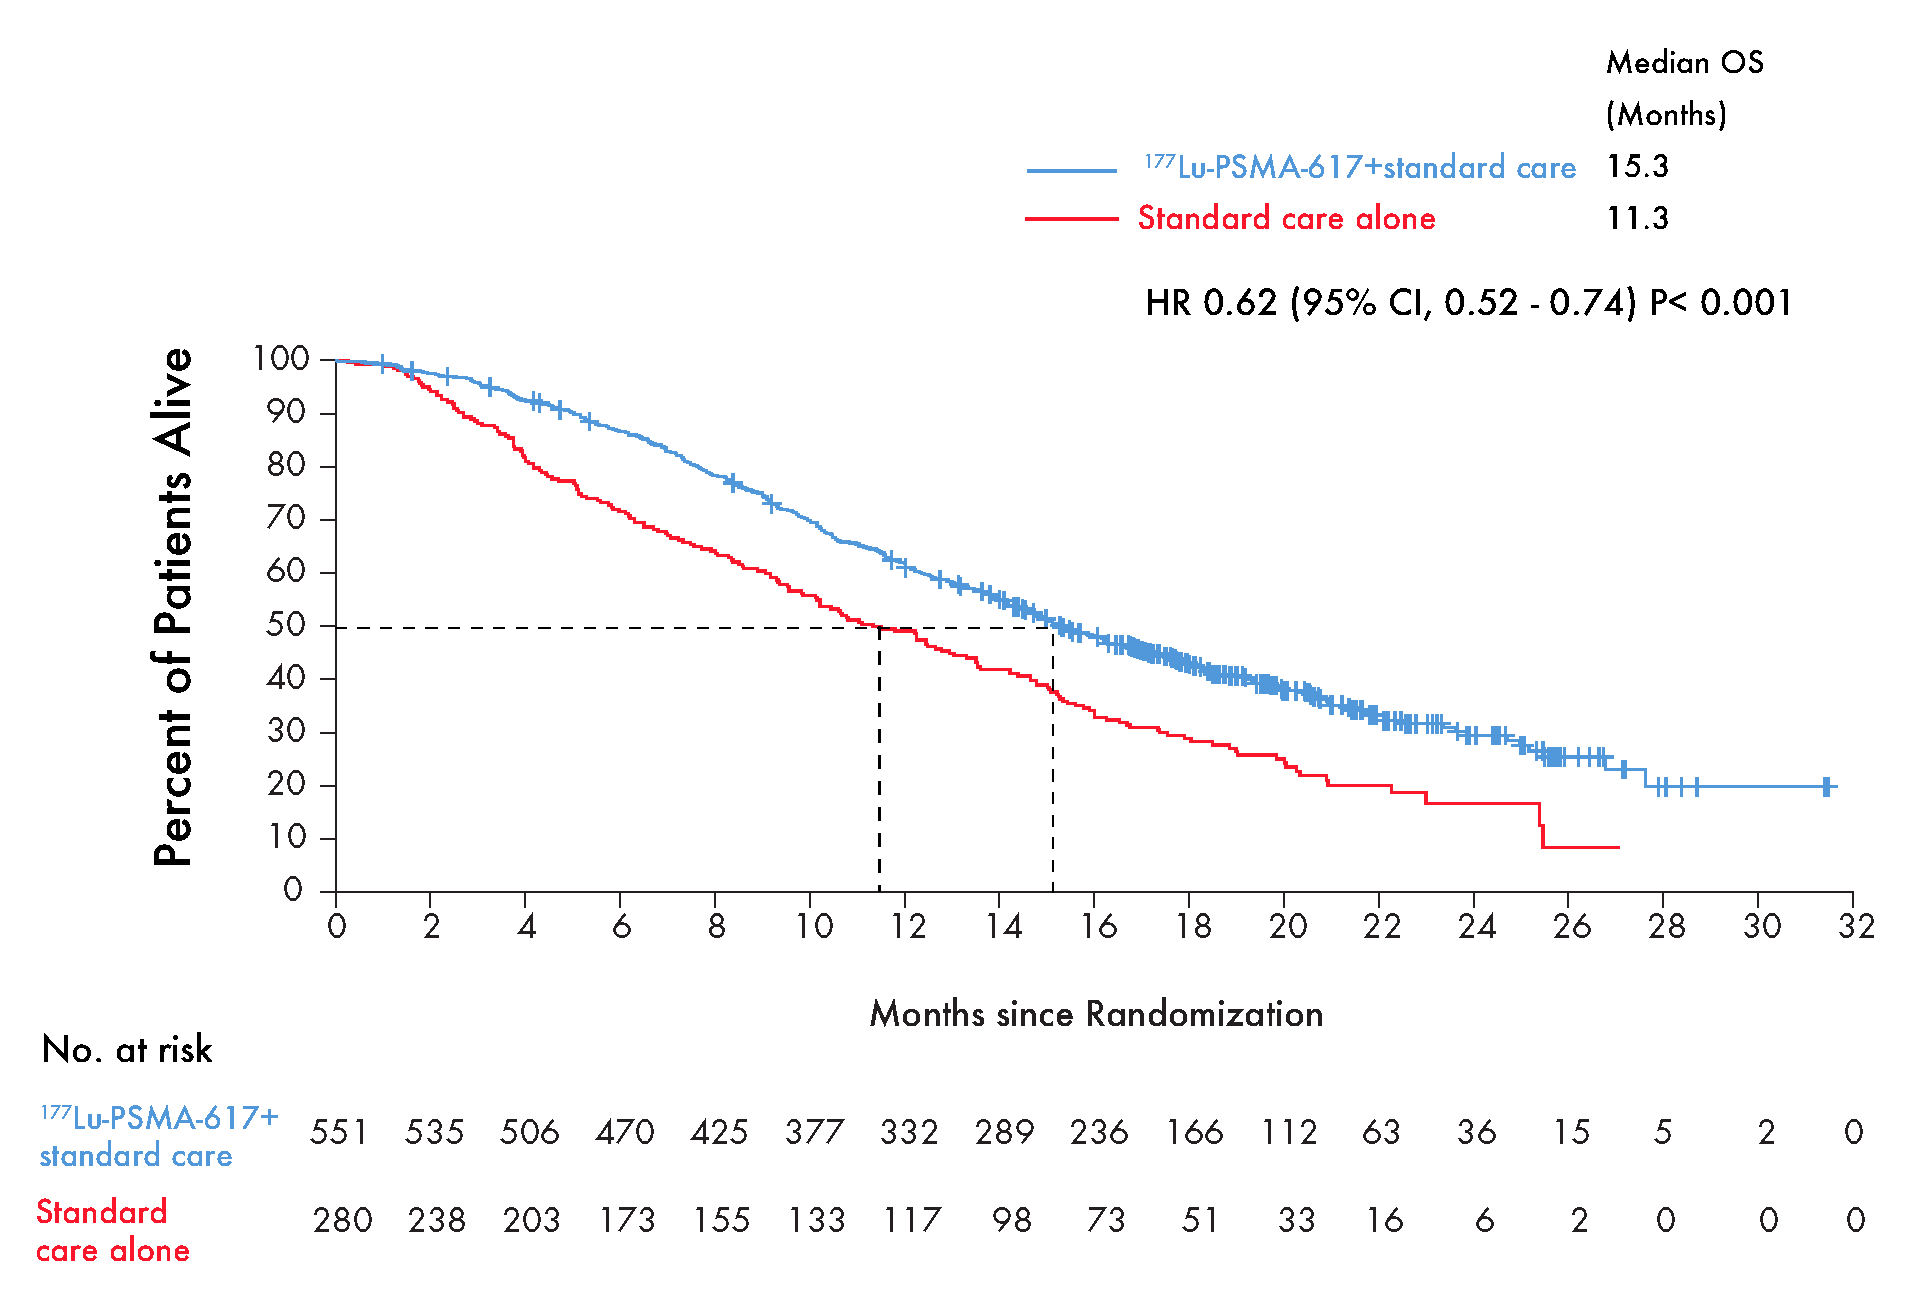 Median OS
(Months)
177Lu-PSMA-617+standard care 15.3
Standard care alone 11.3
HR 0.62 (95% CI, 0.52 - 0.74) P< 0.001
Percent of Patients Alive
100
90
80
70
60
50
40
30
20
10
0
0 2 4 6 8 10 12 14 16 18 20 22 24 26 28 30 32
Months since Randomization
No. at risk
177Lu-PSMA-617+
standard care
551 535 506 470 425 377 332 289 236 166 112 63 36 15 5 2 0
Standard
care alone
280 238 203 173 155 133 117 98 73 51 33 16 6 2 0 0 0